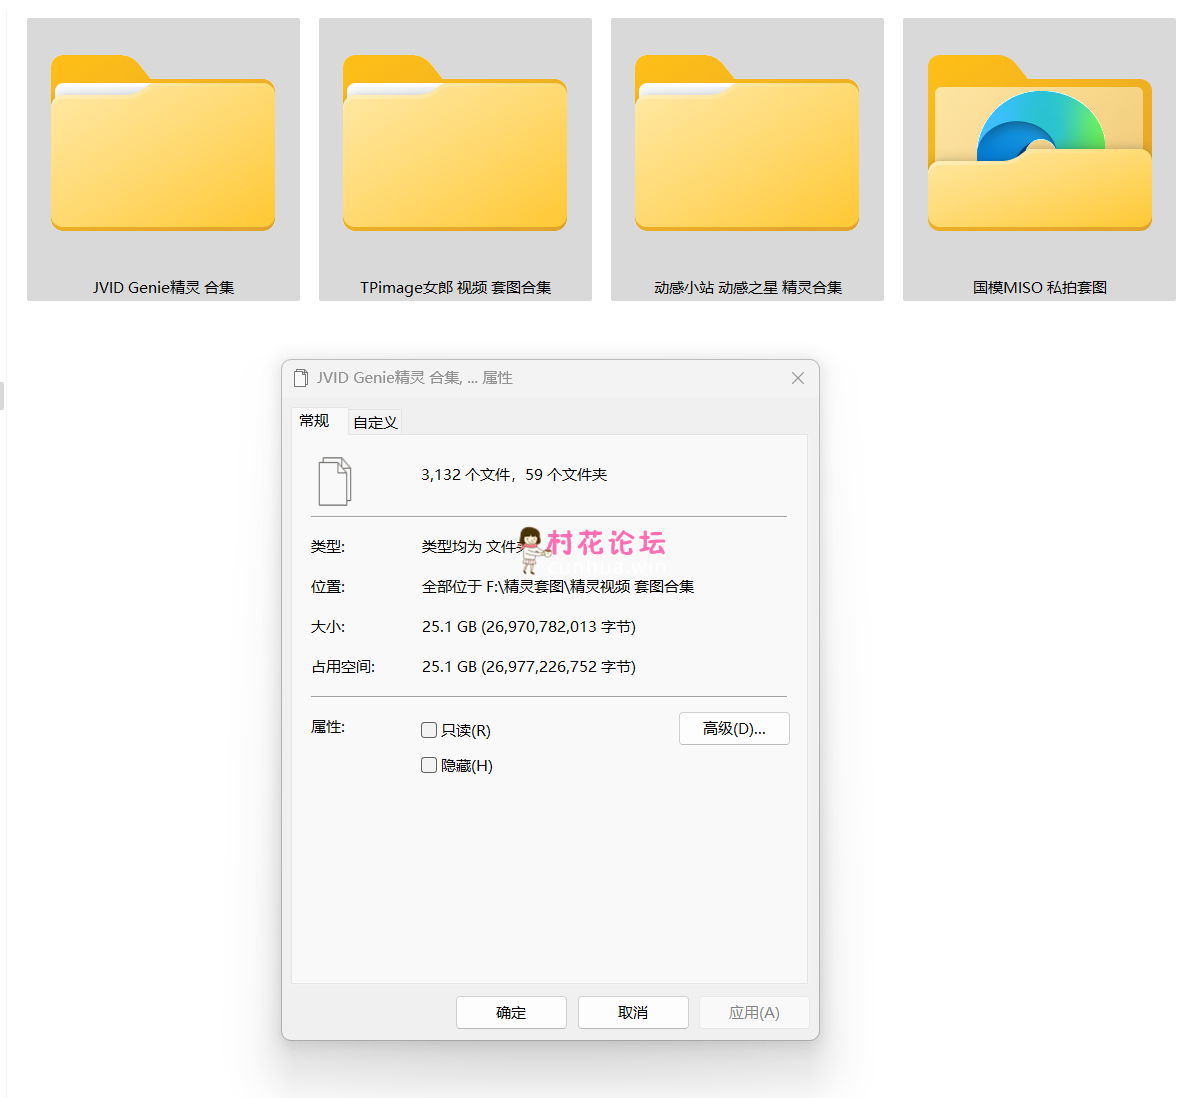 JVID Genie精灵 合集
TPimage女郎 视频 套图合集
动感小站 动感之星 精灵合集
国模MISO 私拍套图
JVID Genie精灵 合集, ... 属性
常规
自定义
3,132 个文件，59 个文件夹
类型:
类型均为 文件夹
村花论坛
cunhua.win
位置:
全部位于 F:\精灵套图\精灵视频 套图合集
大小:
25.1 GB (26,970,782,013 字节)
占用空间:
25.1 GB (26,977,226,752 字节)
属性:
只读(R)
高级(D)...
隐藏(H)
确定
取消
应用(A)